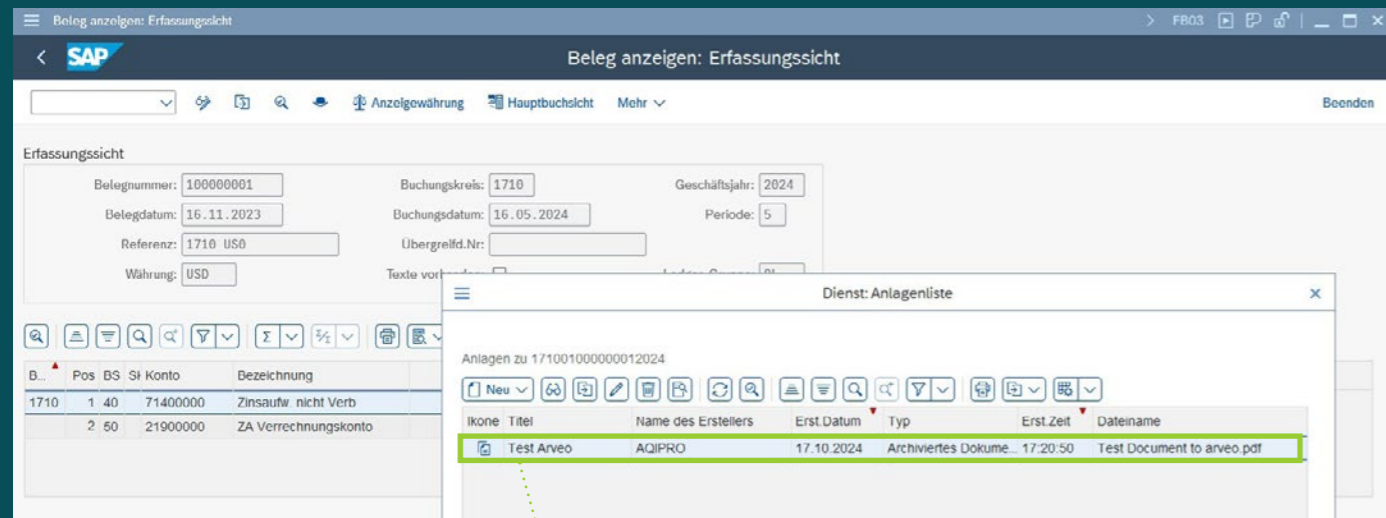 Beleg anzeigen: Erfassungssicht FB03
SAP Beleg anzeigen: Erfassungssicht
Anzeigewährung Hauptbuchsicht Mehr Beenden
Erfassungssicht
Belegnummer: 100000001 Buchungskreis: 1710 Geschäftsjahr: 2024
Belegdatum: 16.11.2023 Buchungsdatum: 16.05.2024 Periode: 5
Referenz: 1710 US0 Übergreifd.Nr:
Währung: USD
Dienst: Anlagenliste
Anlagen zu 171001000000012024
Neu
B... Pos BS Konto Bezeichnung
1710 1 40 71400000 Zinsaufw. nicht Verb
2 50 21900000 ZA Verrechnungskonto
Ikone Titel Name des Erstellers Erst.Datum Typ Erst.Zeit Dateiname
Test Arveo AQIPRO 17.10.2024 Archiviertes Dokume... 17:20:50 Test Document to arveo.pdf